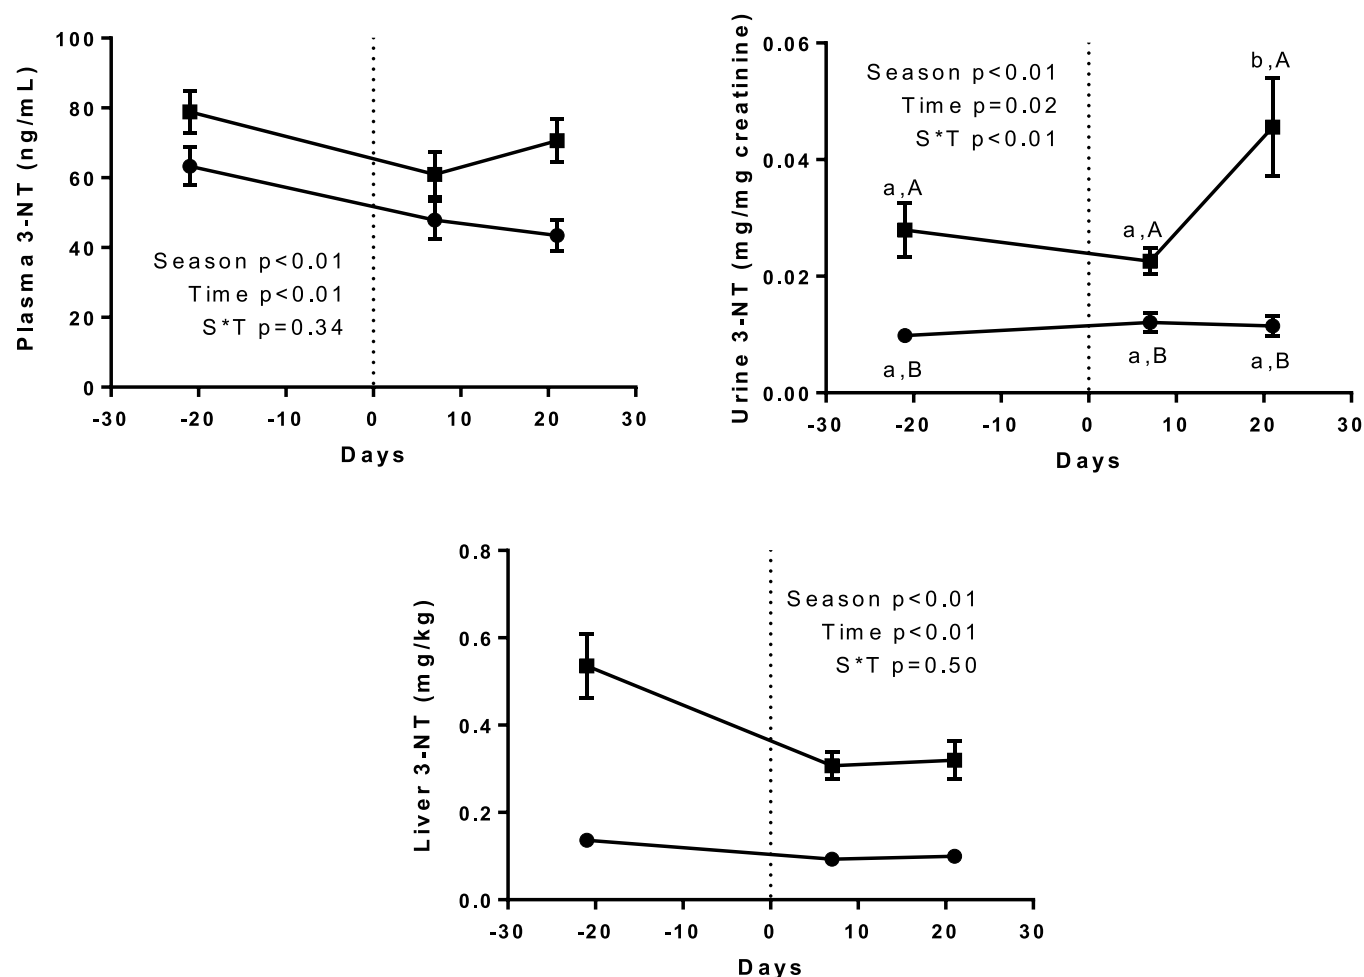 Plasma 3-NT (ng/mL)
100
80
60
40
20
0
Season p<0.01
Time p<0.01
S*T p=0.34
-30 -20 -10 0 10 20 30
Days
Urine 3-NT (mg/mg creatinine)
0.06
0.04
0.02
0.00
Season p<0.01
Time p=0.02
S*T p<0.01
b,A
a,A
a,A
a,B
a,B
a,B
-30 -20 -10 0 10 20 30
Days
Liver 3-NT (mg/kg)
0.8
0.6
0.4
0.2
0.0
Season p<0.01
Time p<0.01
S*T p=0.50
-30 -20 -10 0 10 20 30
Days